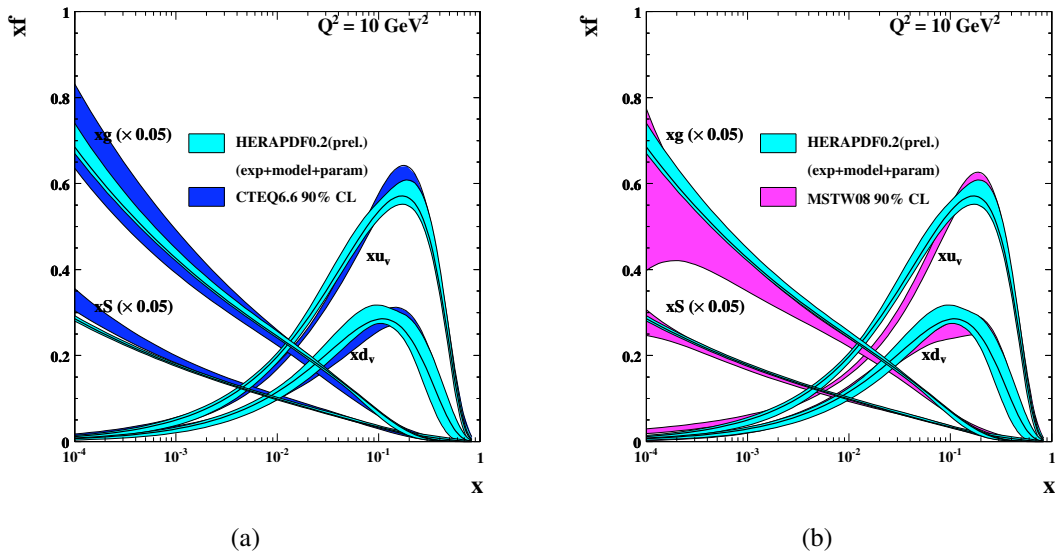 xf
Q² = 10 GeV²
1
0.8
0.6
0.4
0.2
0
xg (× 0.05)
HERAPDF0.2(prel.)
(exp+model+param)
CTEQ6.6 90% CL
xuᵥ
xS (× 0.05)
xdᵥ
10⁻⁴ 10⁻³ 10⁻² 10⁻¹ 1
x
(a)
xf
Q² = 10 GeV²
1
0.8
0.6
0.4
0.2
0
xg (× 0.05)
HERAPDF0.2(prel.)
(exp+model+param)
MSTW08 90% CL
xuᵥ
xS (× 0.05)
xdᵥ
10⁻⁴ 10⁻³ 10⁻² 10⁻¹ 1
x
(b)